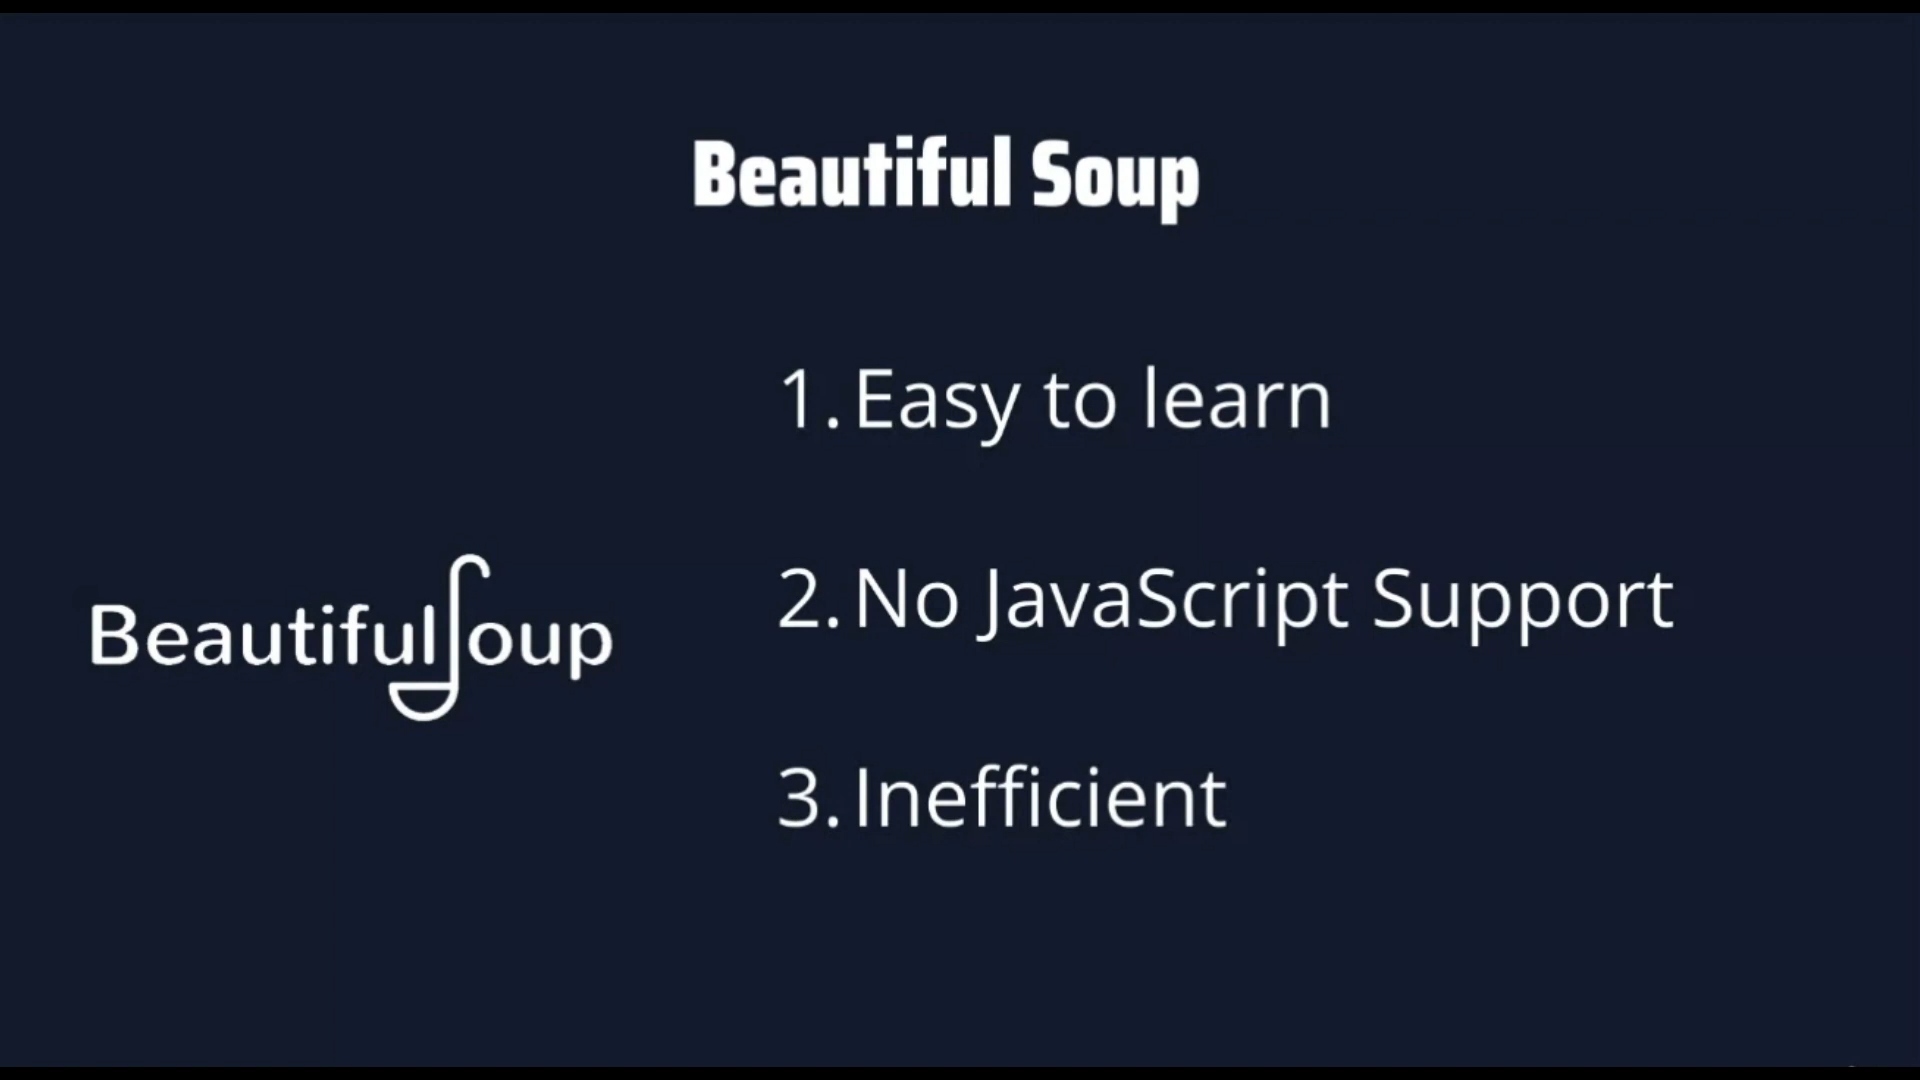 Beautiful Soup
1. Easy to learn
2. No JavaScript Support
3. Inefficient
BeautifulSoup